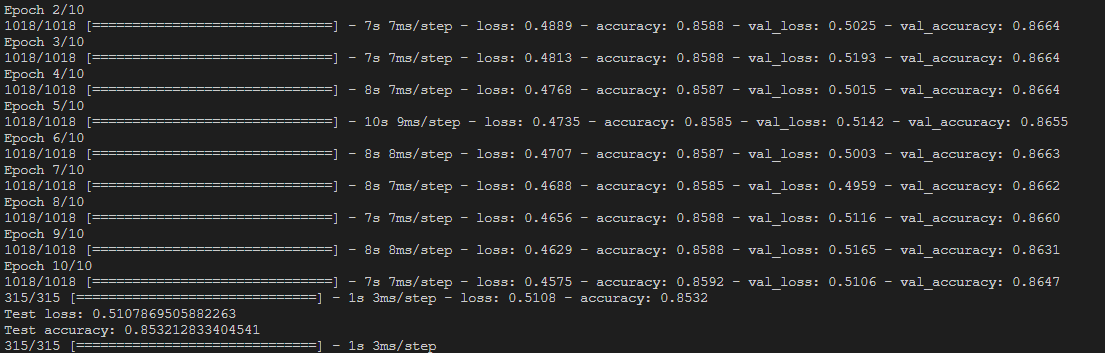 Epoch 2/10
1018/1018 [==============================] - 7s 7ms/step - loss: 0.4889 - accuracy: 0.8588 - val_loss: 0.5025 - val_accuracy: 0.8664
Epoch 3/10
1018/1018 [==============================] - 7s 7ms/step - loss: 0.4813 - accuracy: 0.8588 - val_loss: 0.5193 - val_accuracy: 0.8664
Epoch 4/10
1018/1018 [==============================] - 8s 7ms/step - loss: 0.4768 - accuracy: 0.8587 - val_loss: 0.5015 - val_accuracy: 0.8664
Epoch 5/10
1018/1018 [==============================] - 10s 9ms/step - loss: 0.4735 - accuracy: 0.8585 - val_loss: 0.5142 - val_accuracy: 0.8655
Epoch 6/10
1018/1018 [==============================] - 8s 8ms/step - loss: 0.4707 - accuracy: 0.8587 - val_loss: 0.5003 - val_accuracy: 0.8663
Epoch 7/10
1018/1018 [==============================] - 8s 7ms/step - loss: 0.4688 - accuracy: 0.8585 - val_loss: 0.4959 - val_accuracy: 0.8662
Epoch 8/10
1018/1018 [==============================] - 7s 7ms/step - loss: 0.4656 - accuracy: 0.8588 - val_loss: 0.5116 - val_accuracy: 0.8660
Epoch 9/10
1018/1018 [==============================] - 8s 8ms/step - loss: 0.4629 - accuracy: 0.8588 - val_loss: 0.5165 - val_accuracy: 0.8631
Epoch 10/10
1018/1018 [==============================] - 7s 7ms/step - loss: 0.4575 - accuracy: 0.8592 - val_loss: 0.5106 - val_accuracy: 0.8647
315/315 [==============================] - 1s 3ms/step - loss: 0.5108 - accuracy: 0.8532
Test loss: 0.5107869505882263
Test accuracy: 0.853212833404541
315/315 [==============================] - 1s 3ms/step